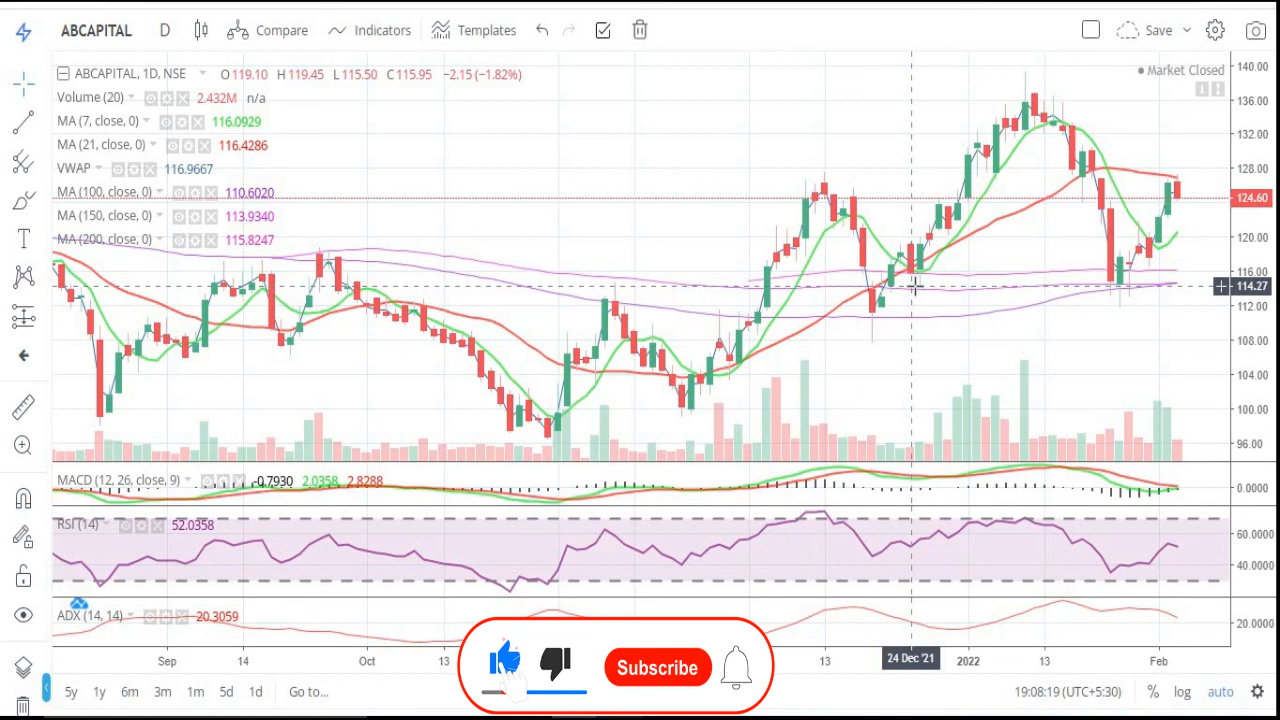 ABCAPITAL D Compare Indicators Templates Save
ABCAPITAL, 1D, NSE O119.10 H119.45 L115.50 C115.95 −2.15 (−1.82%)
Market Closed
Volume (20) 2.432M n/a
MA (7, close, 0) 116.0929
MA (21, close, 0) 116.4286
VWAP 116.9667
MA (100, close, 0) 110.6020
MA (150, close, 0) 113.9340
MA (200, close, 0) 115.8247
140.00
136.00
132.00
128.00
124.60
120.00
116.00
114.27
112.00
108.00
104.00
100.00
96.00
MACD (12, 26, close, 9) -0.7930 2.0358 2.8288
0.0000
RSI (14) 52.0358
60.0000
40.0000
ADX (14, 14) 20.3059
20.0000
Sep 14 Oct 13 13 24 Dec '21 2022 13 Feb
Subscribe
5y 1y 6m 3m 1m 5d 1d Go to... 19:08:19 (UTC+5:30) % log auto